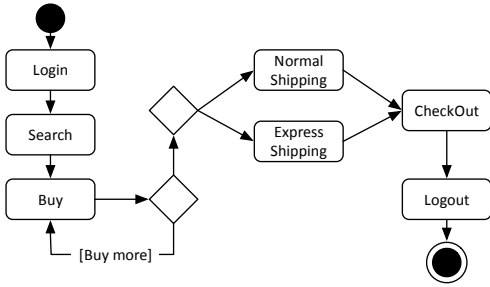 Login
Search
Buy
[Buy more]
Normal
Shipping
Express
Shipping
CheckOut
Logout